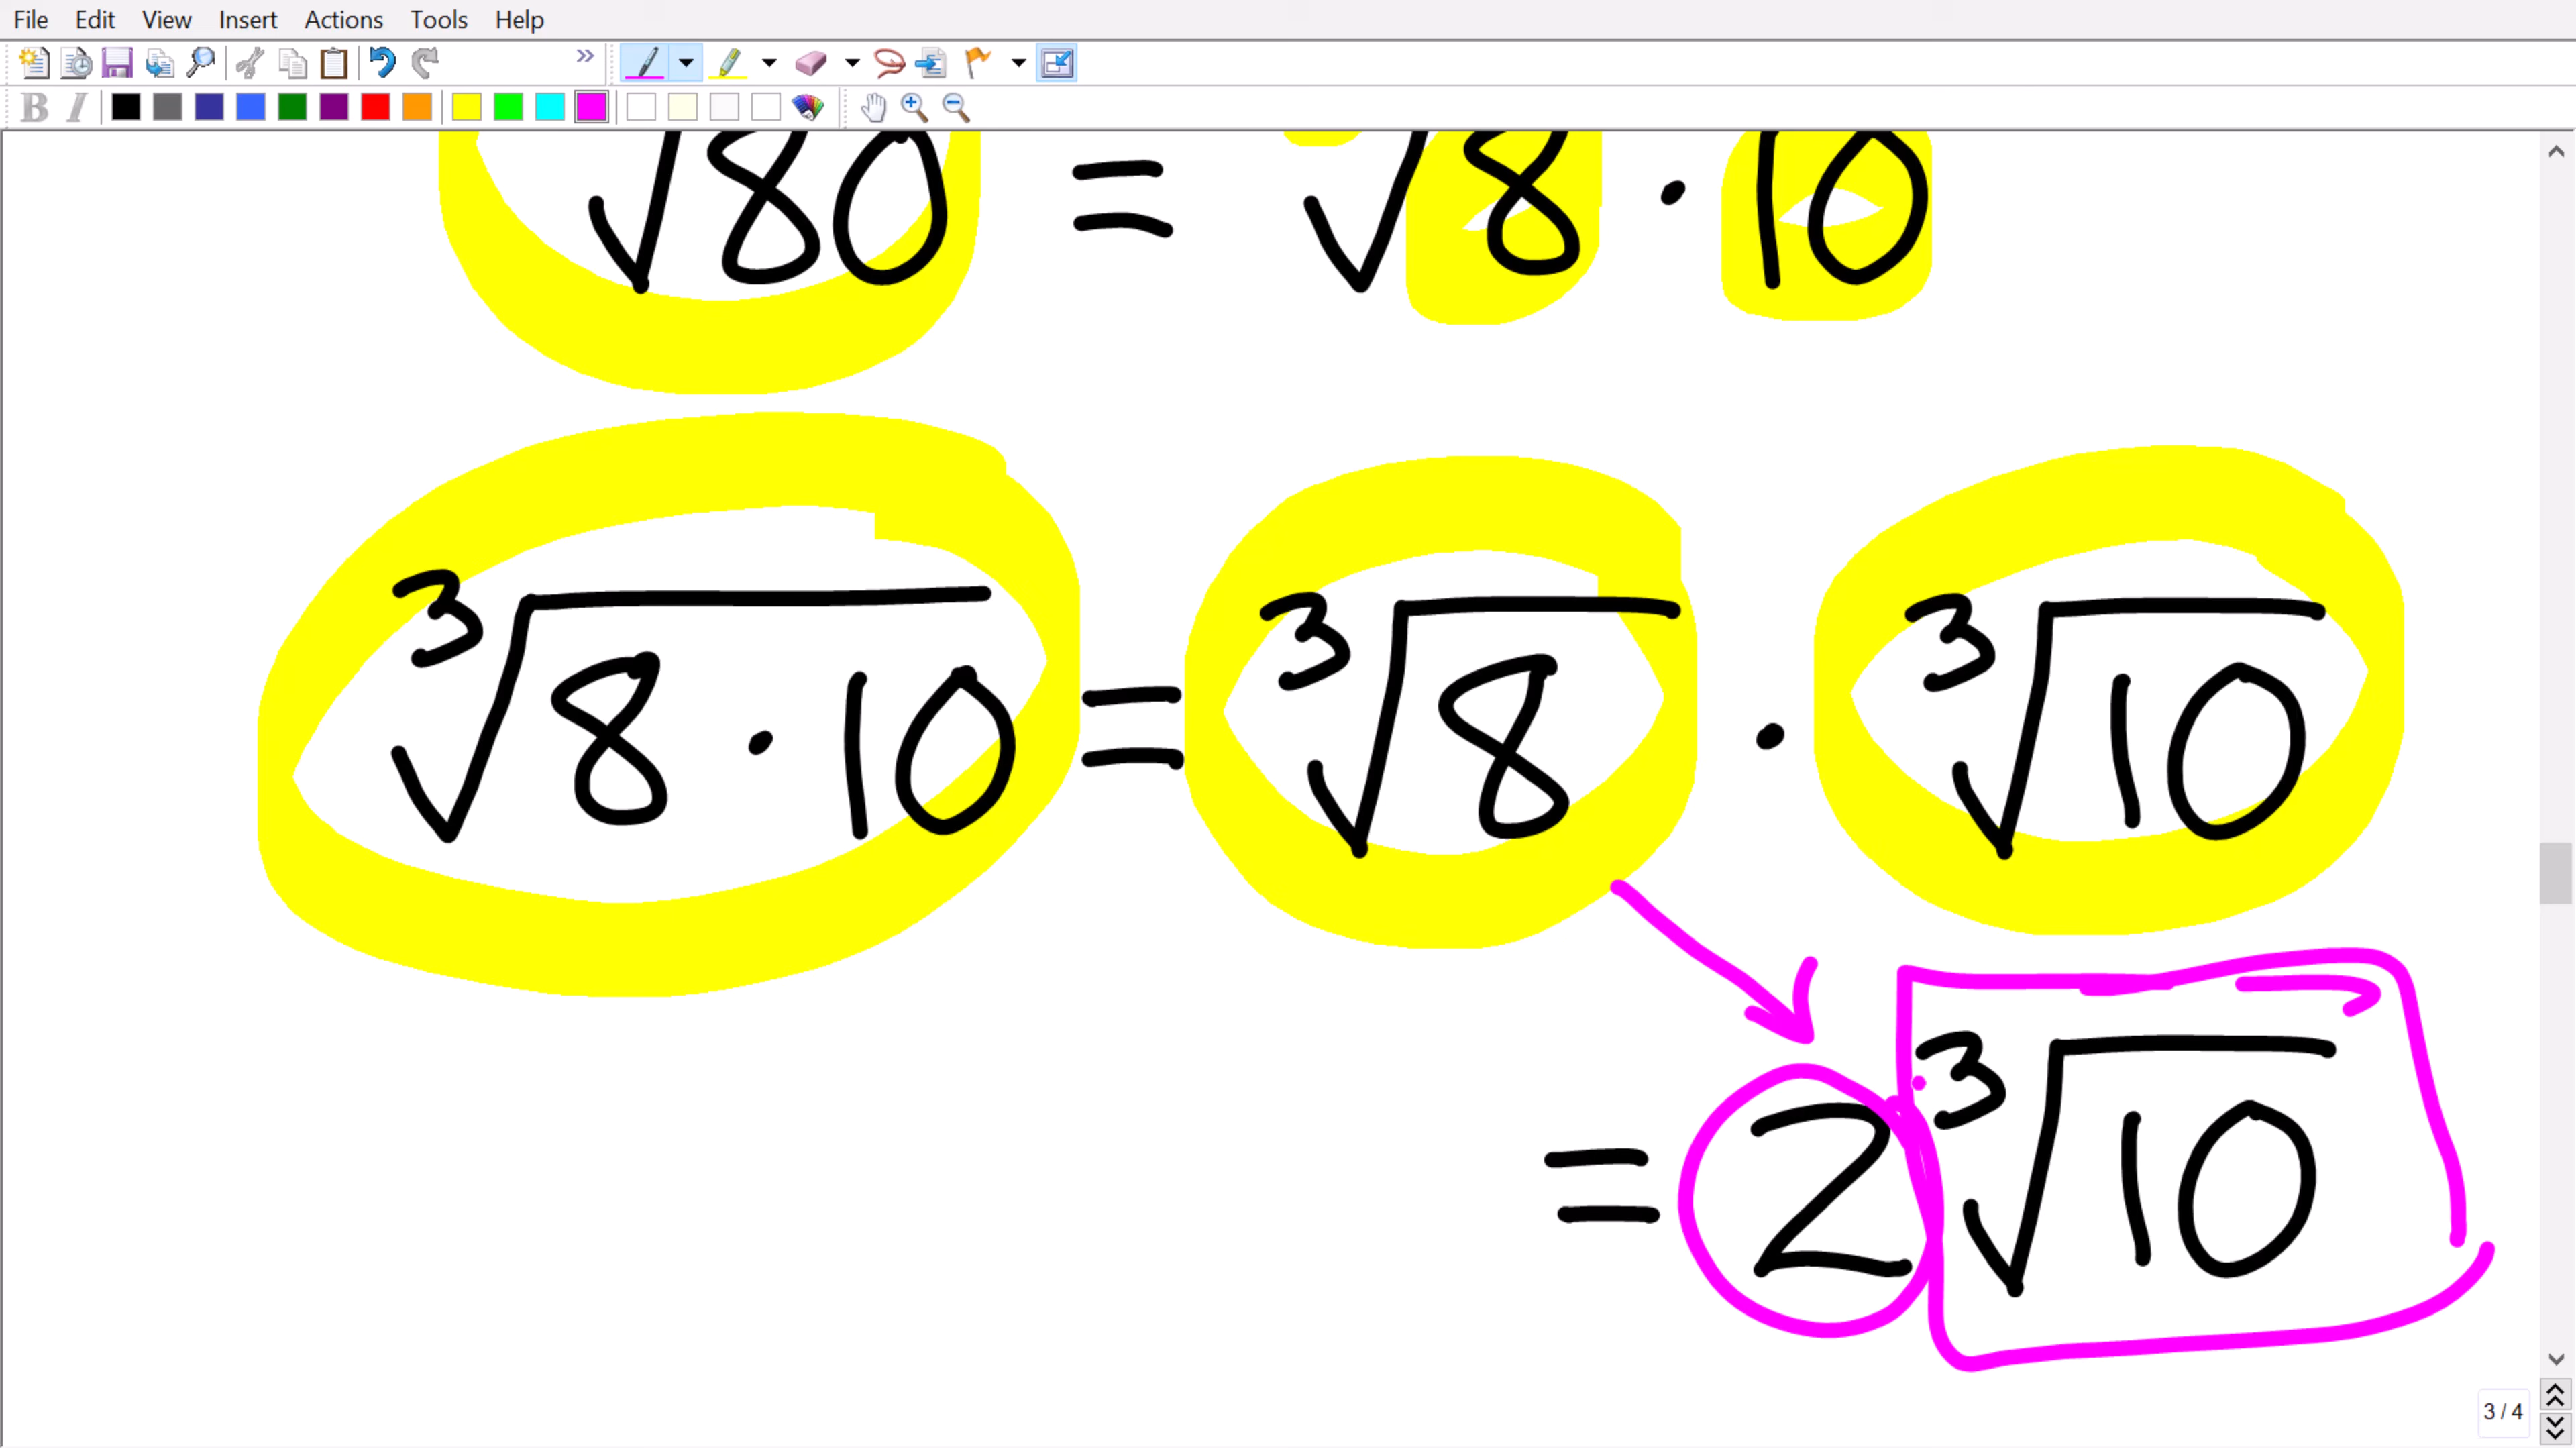 File Edit View Insert Actions Tools Help
B I
√80 = √8 · 10
∛8 · 10 = ∛8 · ∛10
= 2 ∛10
3 / 4